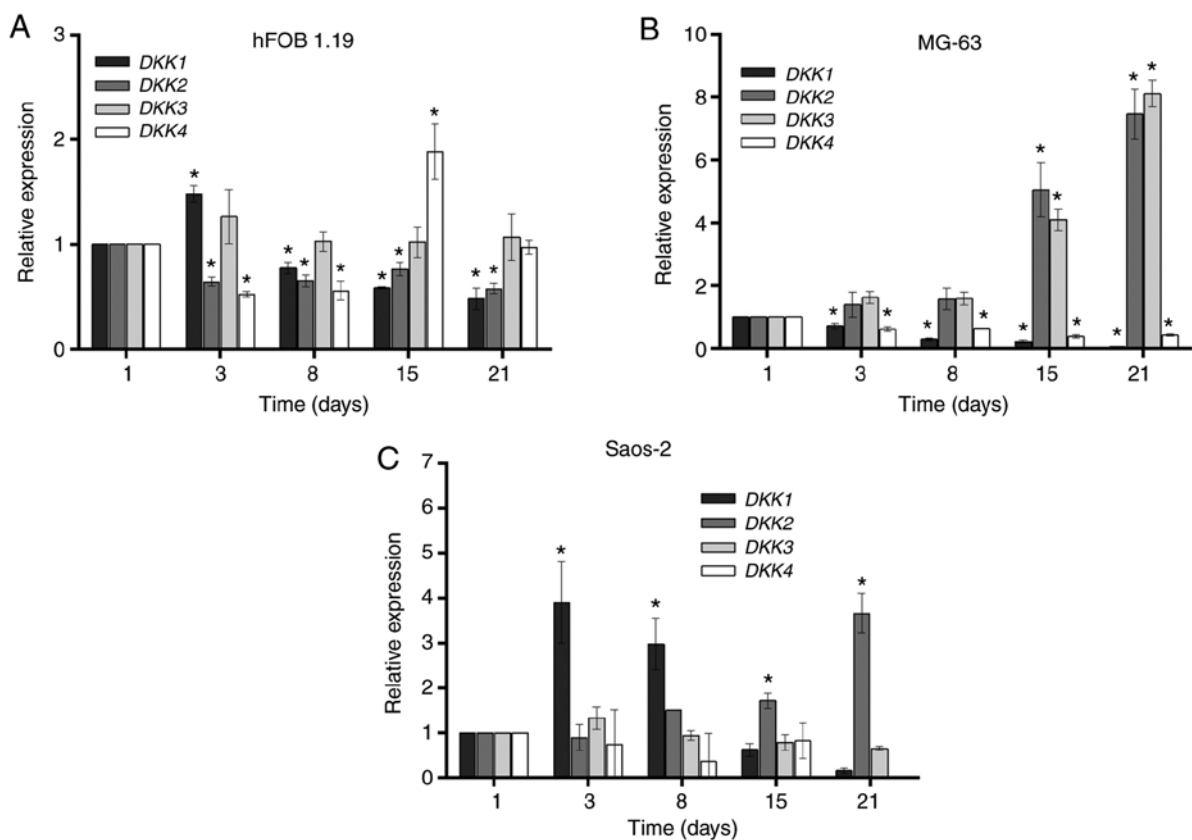 A
hFOB 1.19
DKK1
DKK2
DKK3
DKK4
Relative expression
3
2
1
0
* * * * * * * * * * *
1 3 8 15 21
Time (days)
B
MG-63
DKK1
DKK2
DKK3
DKK4
Relative expression
10
8
6
4
2
0
* * * * * * * * * * * *
1 3 8 15 21
Time (days)
C
Saos-2
DKK1
DKK2
DKK3
DKK4
Relative expression
7
6
5
4
3
2
1
0
* * * *
1 3 8 15 21
Time (days)